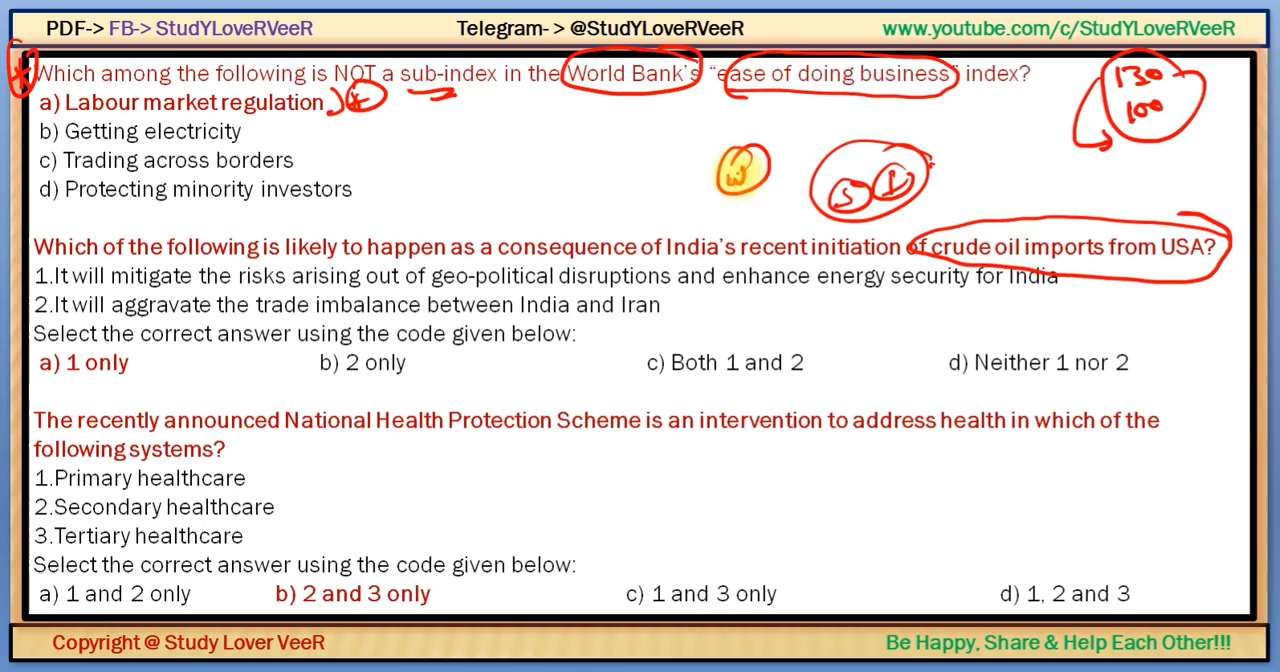 PDF-> FB-> StudYLoveRVeeR Telegram- > @StudYLoveRVeeR www.youtube.com/c/StudYLoveRVeeR
Which among the following is NOT a sub-index in the World Bank's "ease of doing business" index?
130
a) Labour market regulation
100
b) Getting electricity
c) Trading across borders
d) Protecting minority investors
W
S
Which of the following is likely to happen as a consequence of India's recent initiation of crude oil imports from USA?
1.It will mitigate the risks arising out of geo-political disruptions and enhance energy security for India
2.It will aggravate the trade imbalance between India and Iran
Select the correct answer using the code given below:
a) 1 only b) 2 only c) Both 1 and 2 d) Neither 1 nor 2
The recently announced National Health Protection Scheme is an intervention to address health in which of the
following systems?
1.Primary healthcare
2.Secondary healthcare
3.Tertiary healthcare
Select the correct answer using the code given below:
a) 1 and 2 only b) 2 and 3 only c) 1 and 3 only d) 1, 2 and 3
Copyright @ Study Lover VeeR Be Happy, Share & Help Each Other!!!